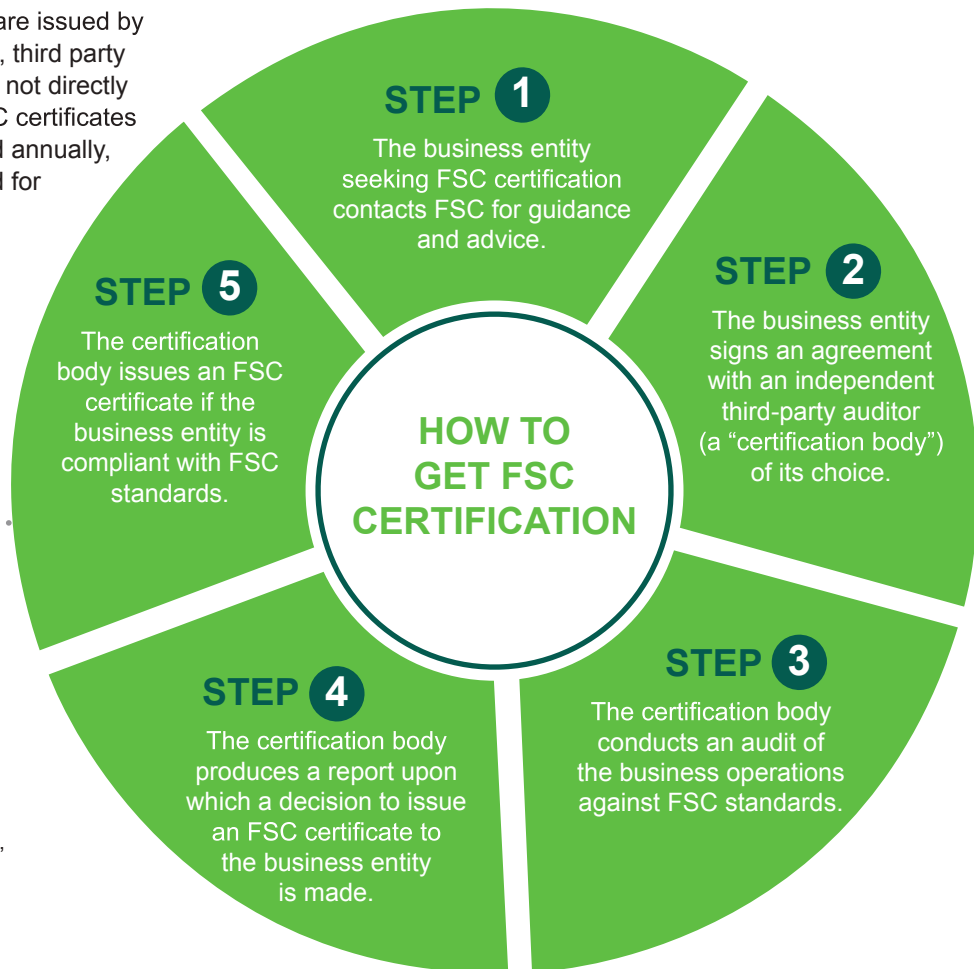 are issued by
, third party
not directly
C certificates
d annually,
d for
STEP 1
The business entity
seeking FSC certification
contacts FSC for guidance
and advice.
STEP 2
The business entity
signs an agreement
with an independent
third-party auditor
(a “certification body”)
of its choice.
STEP 3
The certification body
conducts an audit of
the business operations
against FSC standards.
STEP 4
The certification body
produces a report upon
which a decision to issue
an FSC certificate to
the business entity
is made.
STEP 5
The certification
body issues an FSC
certificate if the
business entity is
compliant with FSC
standards.
HOW TO
GET FSC
CERTIFICATION
,